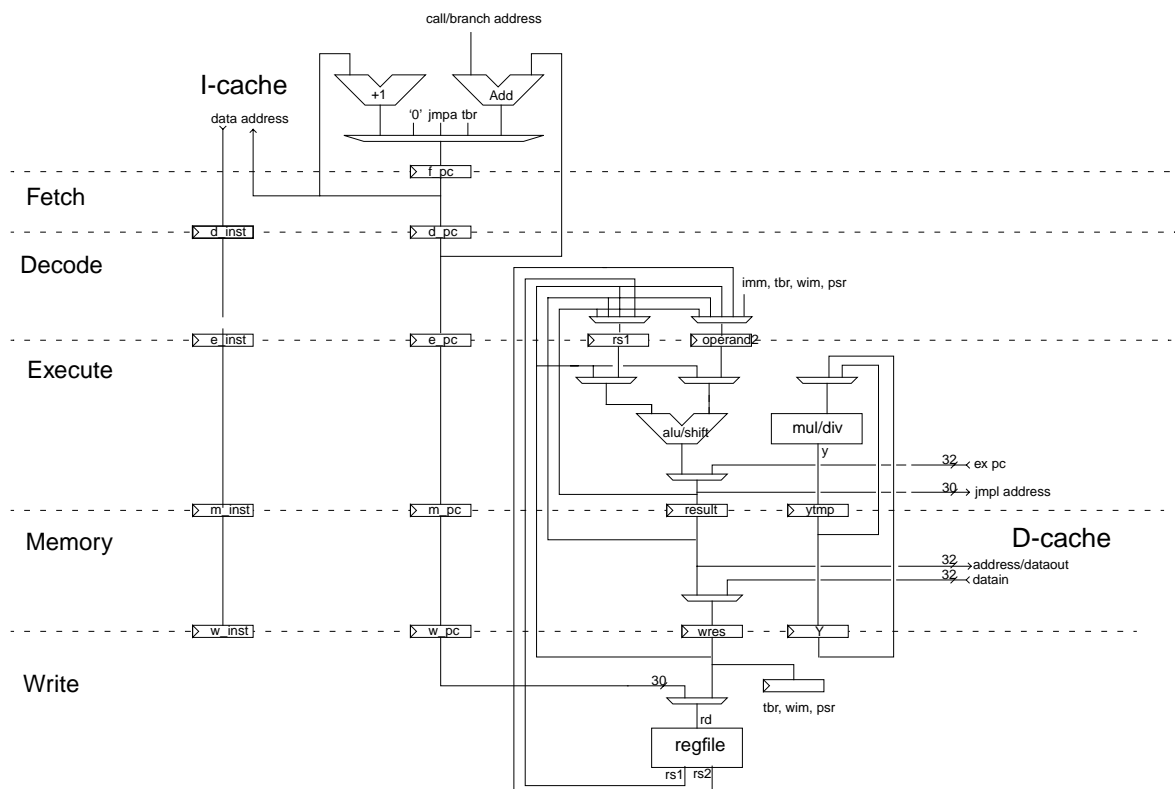 call/branch address
I-cache
+1
Add
data address
‘0’ jmpa tbr
f_pc
Fetch
d_inst
d_pc
Decode
imm, tbr, wim, psr
e_inst
e_pc
rs1
operand2
Execute
alu/shift
mul/div
y
32
ex pc
30
jmpl address
m_inst
m_pc
result
ytmp
Memory
D-cache
32
address/dataout
32
datain
w_inst
w_pc
wres
Y
Write
30
tbr, wim, psr
rd
regfile
rs1
rs2